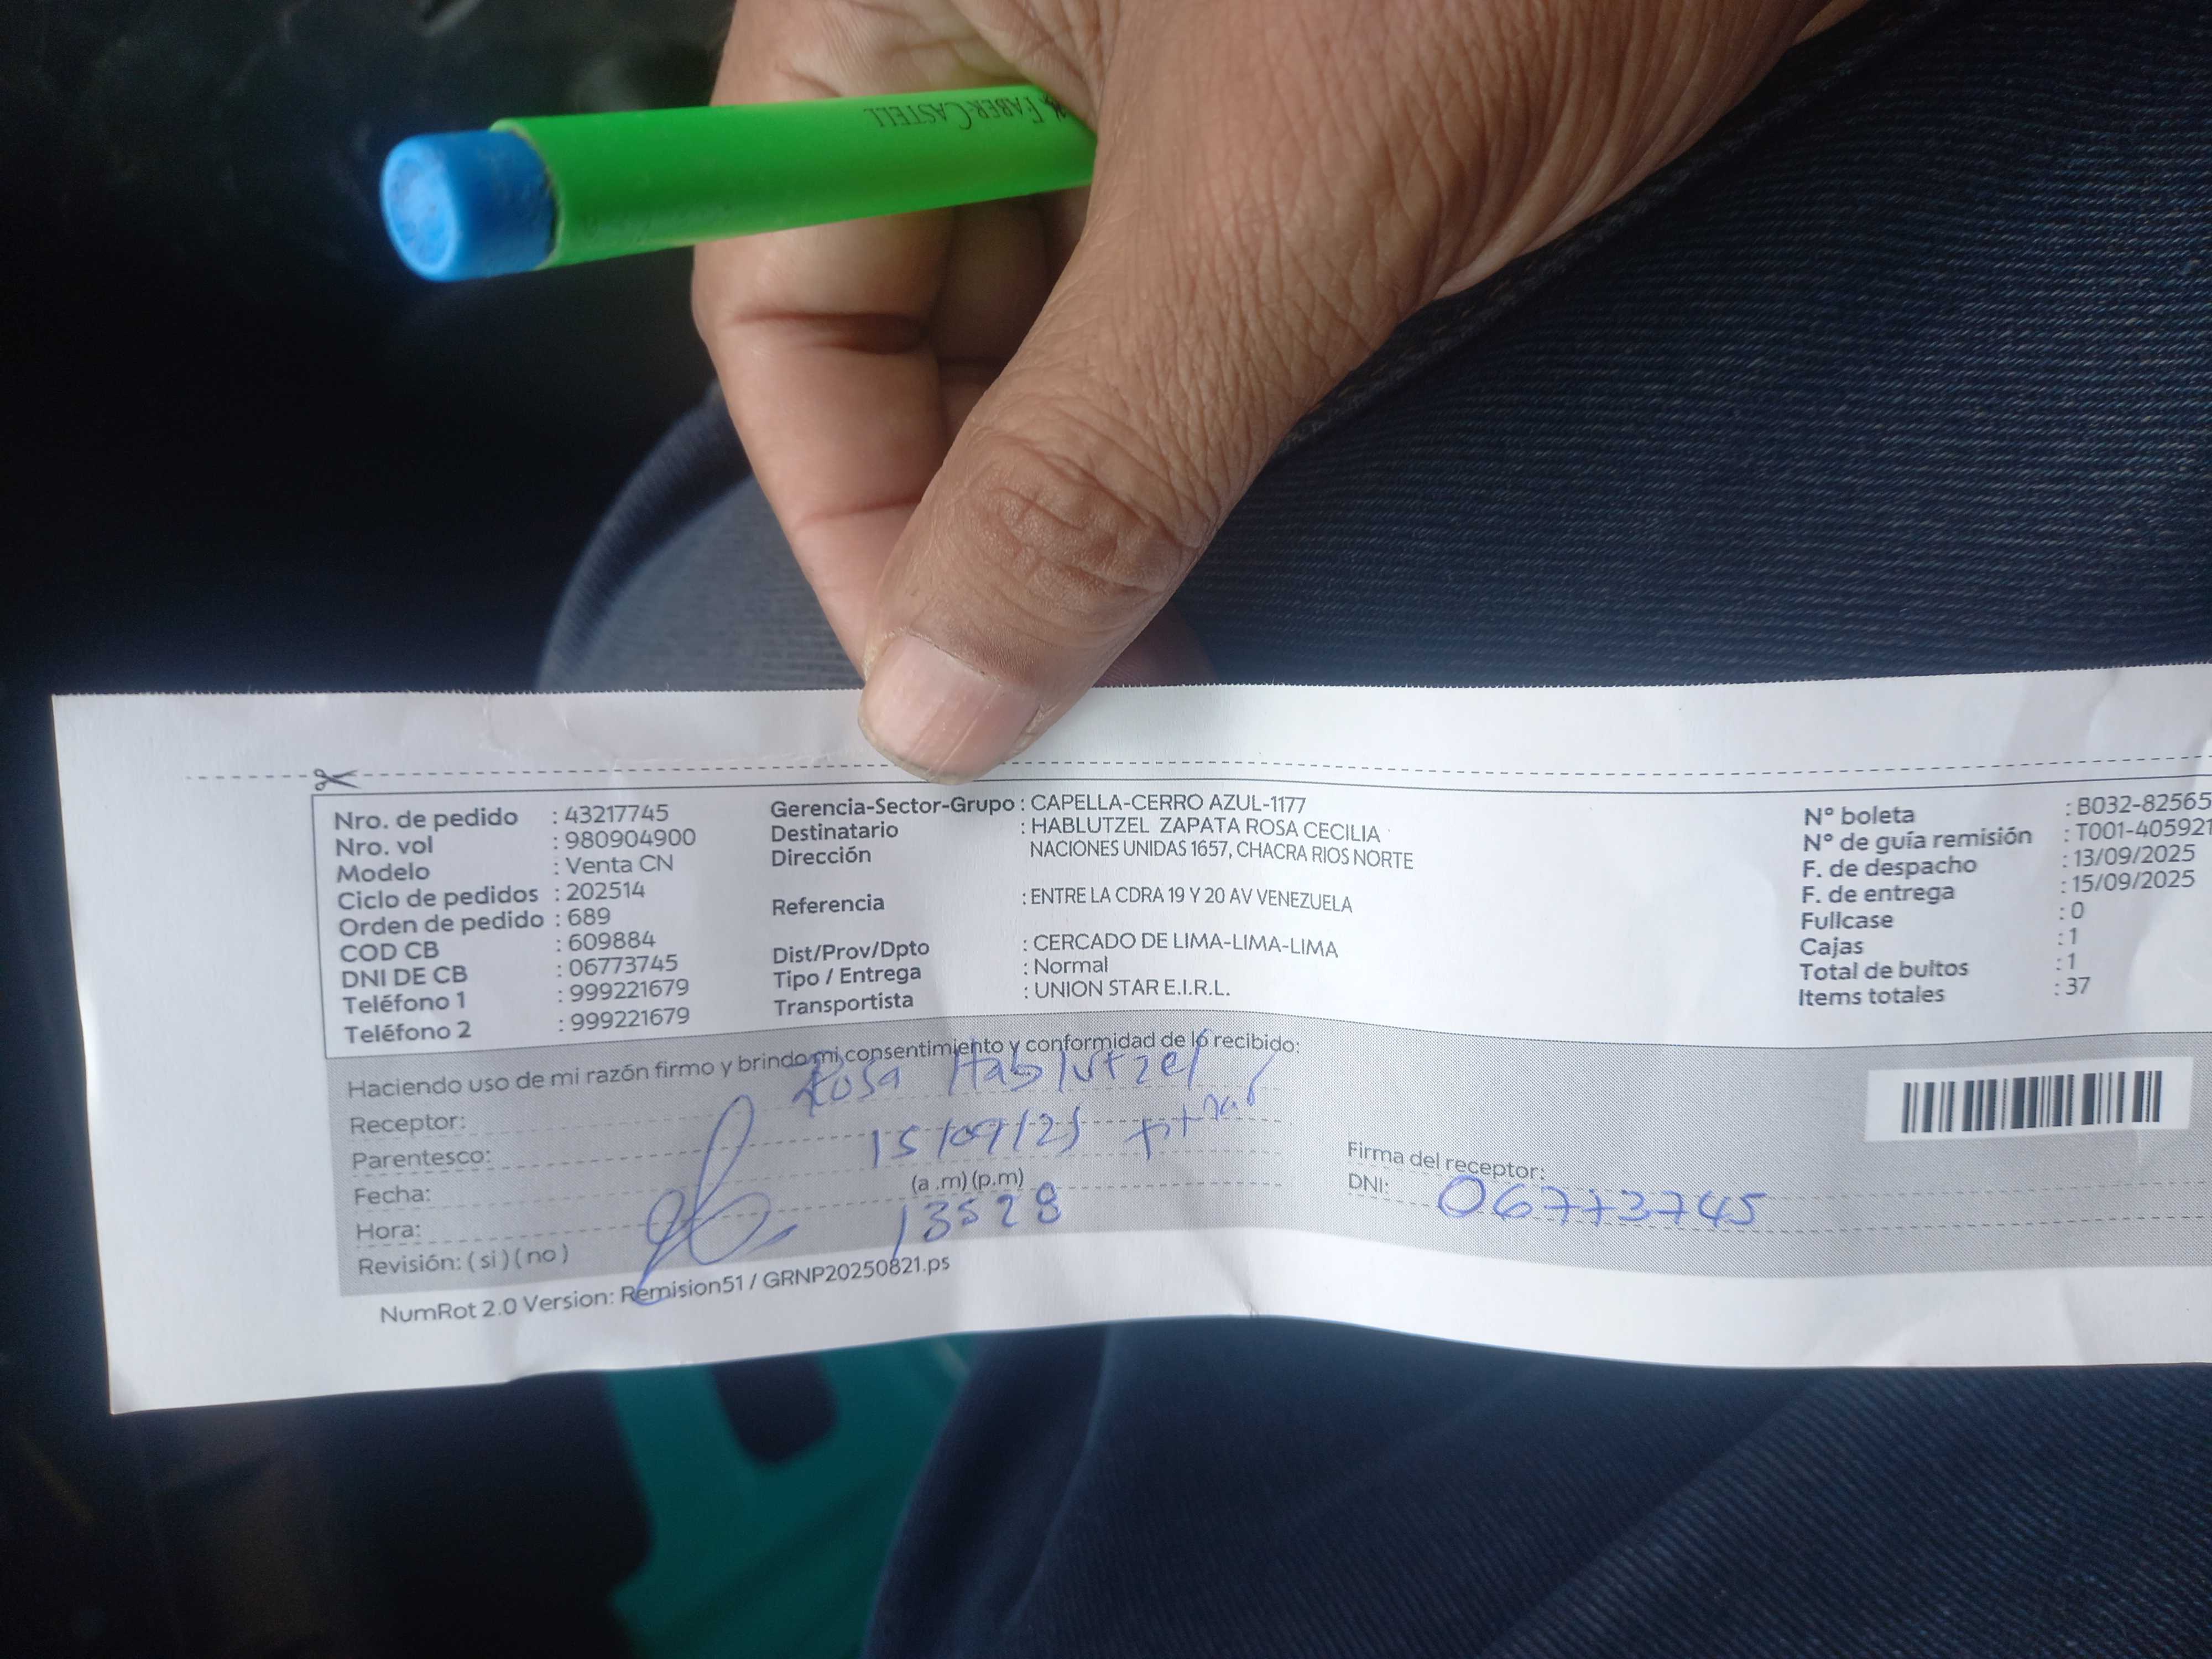 FABER-CASTELL
Nro. de pedido : 43217745
Nro. vol : 980904900
Modelo : Venta CN
Ciclo de pedidos : 202514
Orden de pedido : 689
COD CB : 609884
DNI DE CB : 06773745
Teléfono 1 : 999221679
Teléfono 2 : 999221679
Gerencia-Sector-Grupo : CAPELLA-CERRO AZUL-1177
Destinatario : HABLUTZEL ZAPATA ROSA CECILIA
Dirección NACIONES UNIDAS 1657, CHACRA RIOS NORTE
Referencia : ENTRE LA CDRA 19 Y 20 AV VENEZUELA
Dist/Prov/Dpto : CERCADO DE LIMA-LIMA-LIMA
Tipo / Entrega : Normal
Transportista : UNION STAR E.I.R.L.
N° boleta : B032-82565
N° de guía remisión : T001-405921
F. de despacho : 13/09/2025
F. de entrega : 15/09/2025
Fullcase : 0
Cajas : 1
Total de bultos : 1
Items totales : 37
Haciendo uso de mi razón firmo y brindo mi consentimiento y conformidad de lo recibido:
Receptor: Rosa Hablutzel
Parentesco:
Fecha: 15/09/25
Hora: (a .m) (p.m)
Revisión: ( si ) ( no ) 13528
Firma del receptor:
DNI: 06773745
NumRot 2.0 Version: Remision51 / GRNP20250821.ps